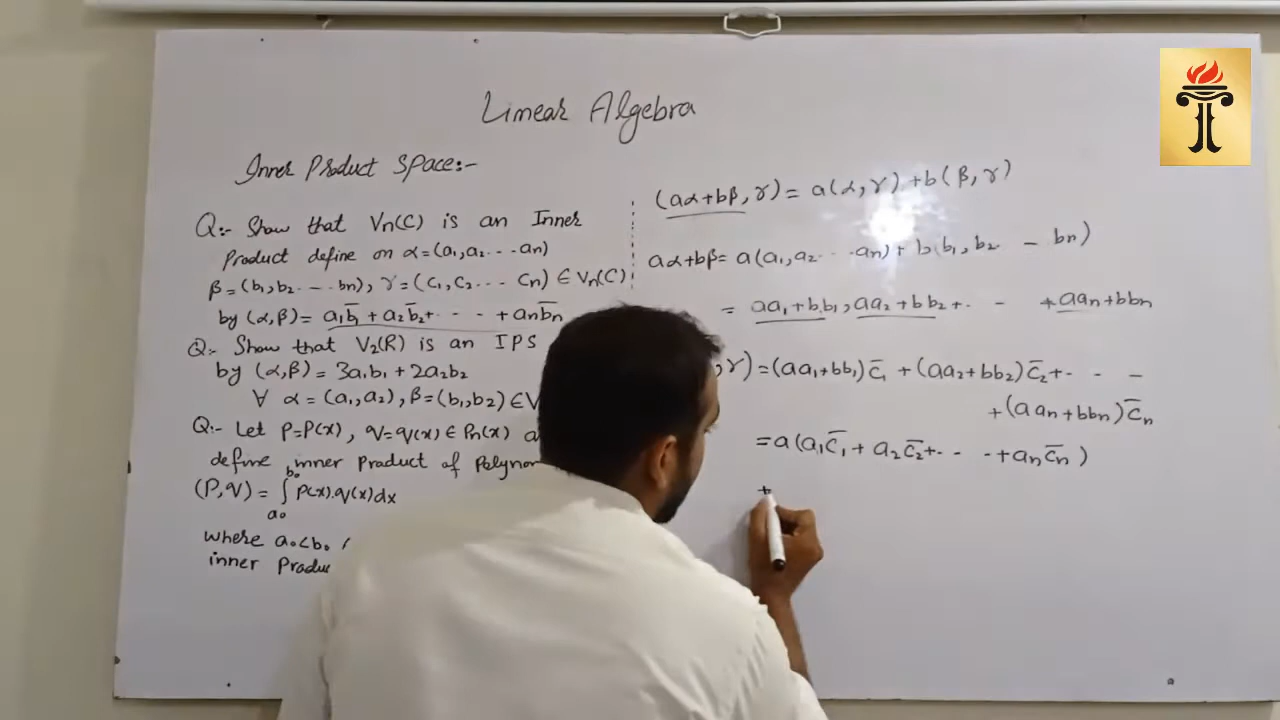 Linear Algebra
Inner Product Space:-
Q:- Show that Vn(C) is an Inner
Product define on α=(a₁,a₂...an)
β=(b₁,b₂.-..bn), γ=(c₁,c₂... cn) ∈ Vn(C)
by (α,β)= a₁b̄₁ + a₂b̄₂+ - - - + anb̄n
Q:- Show that V₂(R) is an IPS
by (α,β)= 3a₁b₁ + 2a₂b₂
∀ α = (a₁,a₂), β=(b₁,b₂)∈V
Q:- Let P=P(x), q=q(x)∈ Pn(x) a
define inner Product of Polyno
(P,q)= ∫ₐ₀ᵇ⁰ P(x).q(x)dx
where a₀<b₀
inner Produc
(aα+bβ,γ)= a(α,γ)+b(β,γ)
aα+bβ= a(a₁,a₂...an)+ b(b₁,b₂ - bn)
= aa₁+bb₁,aa₂+bb₂+- - +aan+bbn
,γ)=(aa₁+bb₁)c̄₁ + (aa₂+bb₂)c̄₂+- - -
+(aan+bbn)c̄n
=a(a₁c̄₁+ a₂c̄₂+- - -+anc̄n)
+